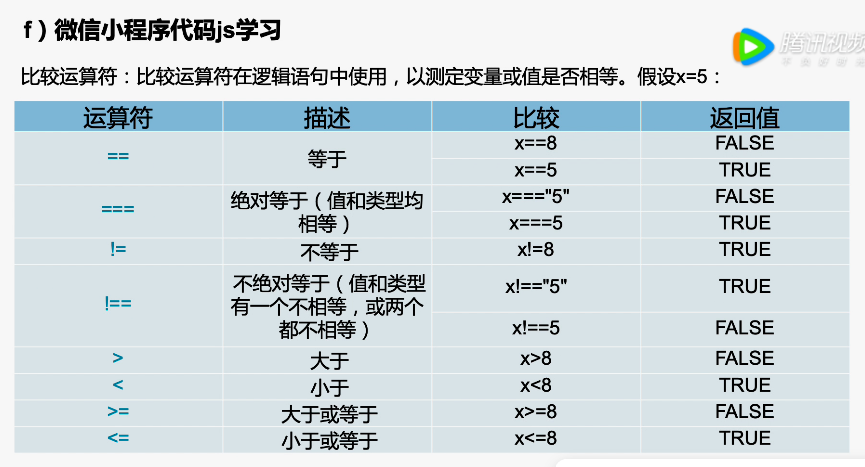 f）微信小程序代码js学习
腾讯视频
比较运算符：比较运算符在逻辑语句中使用，以测定变量或值是否相等。假设x=5：
运算符 描述 比较 返回值
== 等于 x==8 FALSE
x==5 TRUE
=== 绝对等于（值和类型均相等） x==="5" FALSE
x===5 TRUE
!= 不等于 x!=8 TRUE
!== 不绝对等于（值和类型有一个不相等，或两个都不相等） x!=="5" TRUE
x!==5 FALSE
> 大于 x>8 FALSE
< 小于 x<8 TRUE
>= 大于或等于 x>=8 FALSE
<= 小于或等于 x<=8 TRUE